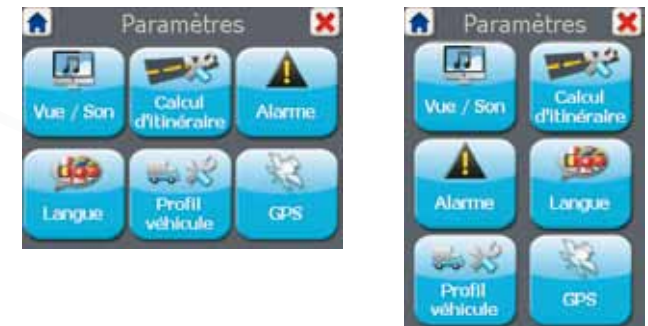 Paramètres
Vue / Son
Calcul
d'itinéraire
Alarme
Langue
Profil
véhicule
GPS
Paramètres
Vue / Son
Calcul
d'itinéraire
Alarme
Langue
Profil
véhicule
GPS